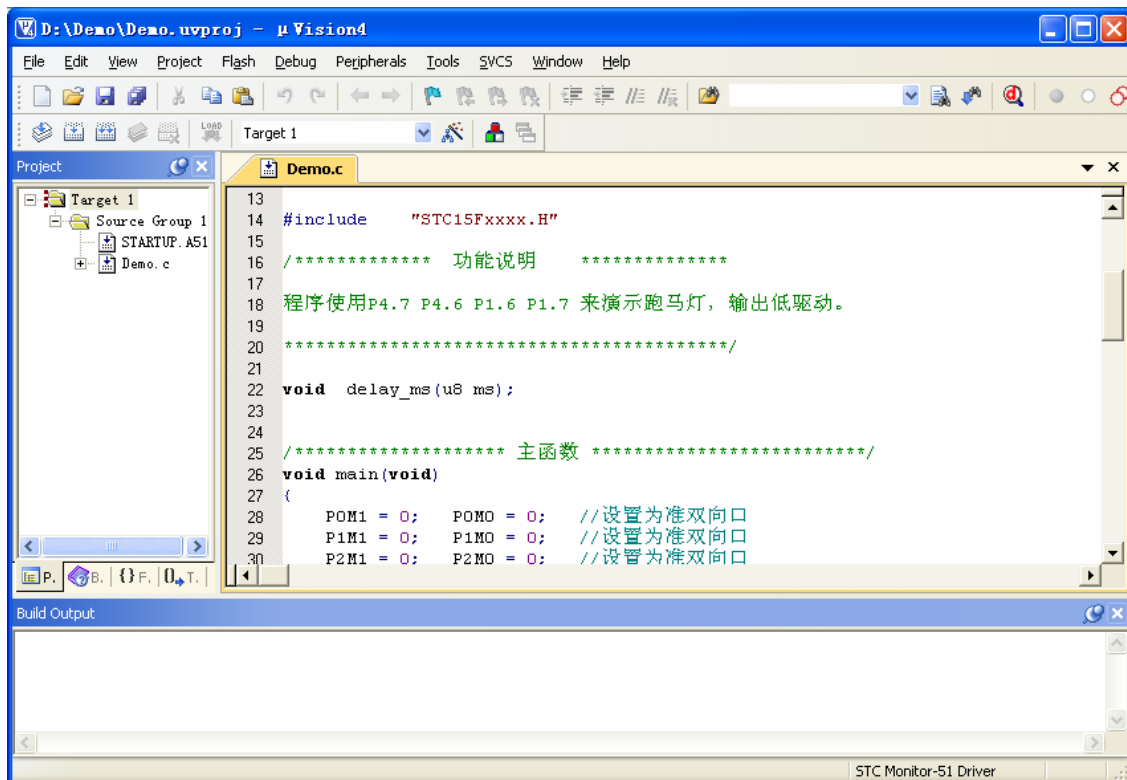 D:\Demo\Demo.uvproj - µVision4
File Edit View Project Flash Debug Peripherals Tools SVCS Window Help
LOAD Target 1
Project
Demo.c
Target 1
Source Group 1
STARTUP.A51
Demo.c
13
14 #include "STC15Fxxxx.H"
15
16 /************* 功能说明 **************
17
18 程序使用P4.7 P4.6 P1.6 P1.7 来演示跑马灯，输出低驱动。
19
20 ******************************************/
21
22 void delay_ms(u8 ms);
23
24
25 /******************** 主函数 **************************/
26 void main(void)
27 {
28 P0M1 = 0; P0M0 = 0; //设置为准双向口
29 P1M1 = 0; P1M0 = 0; //设置为准双向口
30 P2M1 = 0; P2M0 = 0; //设置为准双向口
P. B. {} F. 0 T.
Build Output
STC Monitor-51 Driver